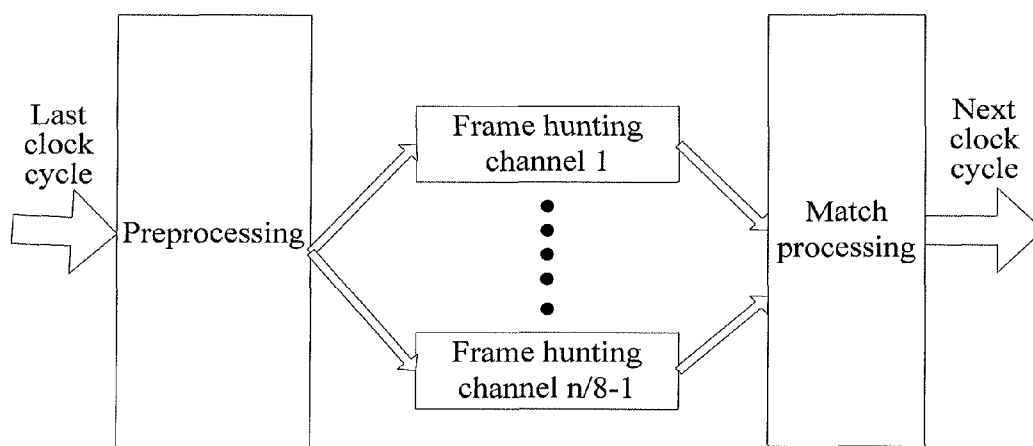 Last
clock
cycle
Preprocessing
Frame hunting
channel 1
Frame hunting
channel n/8-1
Match
processing
Next
clock
cycle